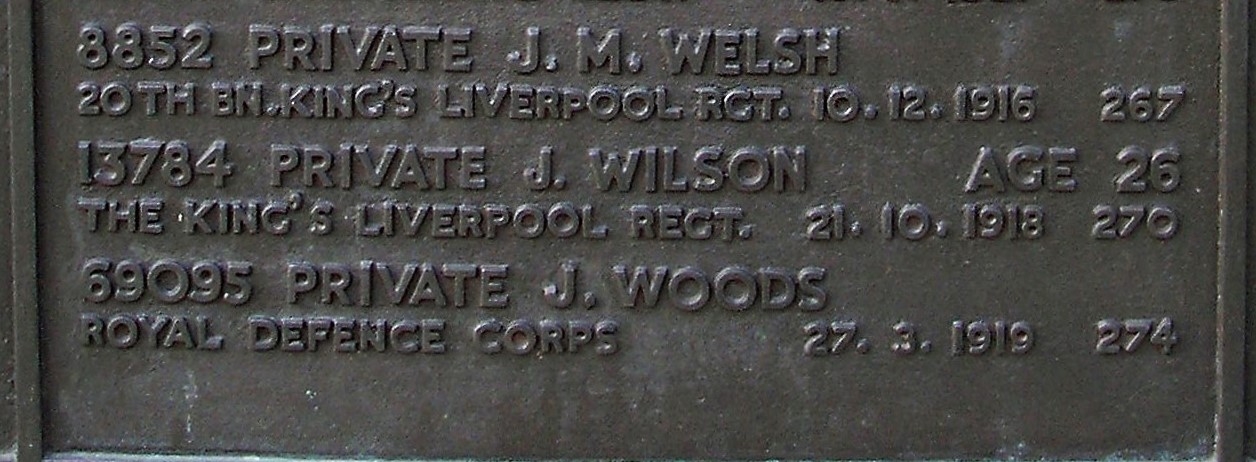 8852 PRIVATE J. M. WELSH
20TH BN. KING'S LIVERPOOL RGT. 10. 12. 1916 267
13784 PRIVATE J. WILSON AGE 26
THE KING'S LIVERPOOL REGT. 21. 10. 1918 270
69095 PRIVATE J. WOODS
ROYAL DEFENCE CORPS 27. 3. 1919 274